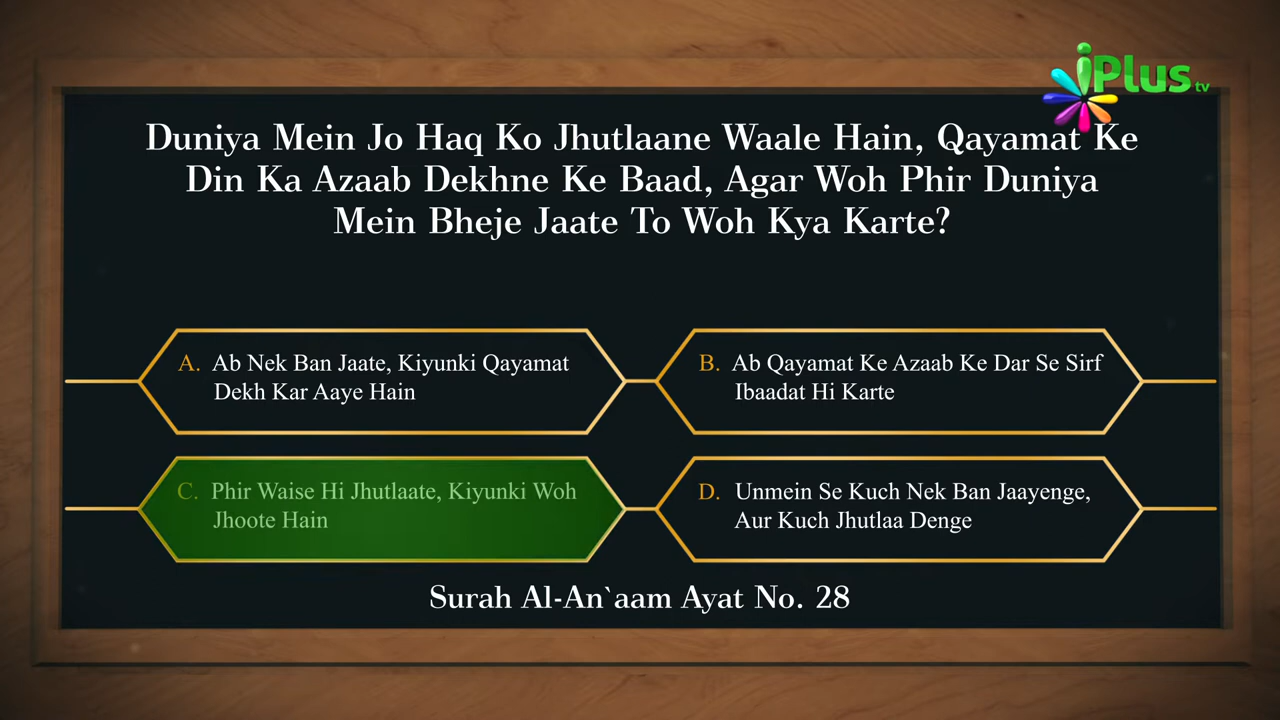 iPlus tv
Duniya Mein Jo Haq Ko Jhutlaane Waale Hain, Qayamat Ke
Din Ka Azaab Dekhne Ke Baad, Agar Woh Phir Duniya
Mein Bheje Jaate To Woh Kya Karte?
A. Ab Nek Ban Jaate, Kiyunki Qayamat
Dekh Kar Aaye Hain
B. Ab Qayamat Ke Azaab Ke Dar Se Sirf
Ibaadat Hi Karte
C. Phir Waise Hi Jhutlaate, Kiyunki Woh
Jhoote Hain
D. Unmein Se Kuch Nek Ban Jaayenge,
Aur Kuch Jhutlaa Denge
Surah Al-An`aam Ayat No. 28